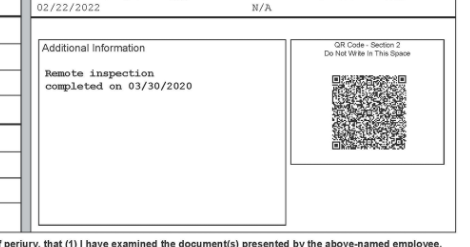 02/22/2022 N/A
Additional Information
QR Code - Section 2
Do Not Write In This Space
Remote inspection
completed on 03/30/2020
perjury, that (1) I have examined the document(s) presented by the above-named employee,